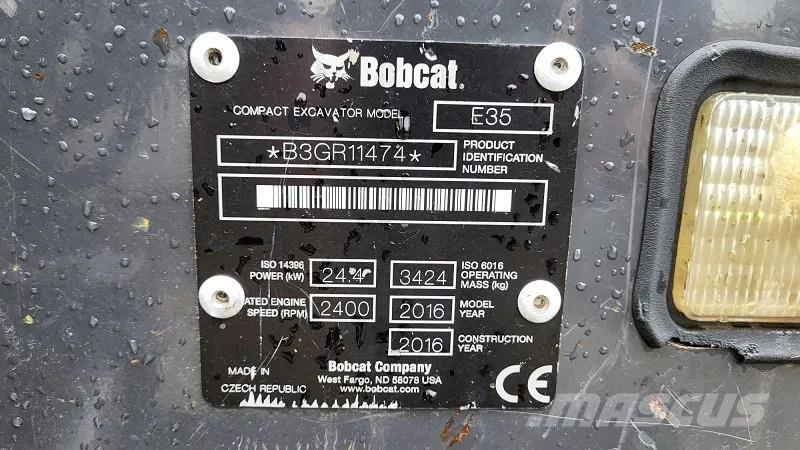 Bobcat®
COMPACT EXCAVATOR MODEL E35
*B3GR11474* PRODUCT IDENTIFICATION NUMBER
ISO 14396 POWER (kW) 24.4
3424 ISO 6016 OPERATING MASS (kg)
RATED ENGINE SPEED (RPM) 2400
2016 MODEL YEAR
2016 CONSTRUCTION YEAR
MADE IN
CZECH REPUBLIC
Bobcat Company
West Fargo, ND 58078 USA
www.bobcat.com
CE
mascus